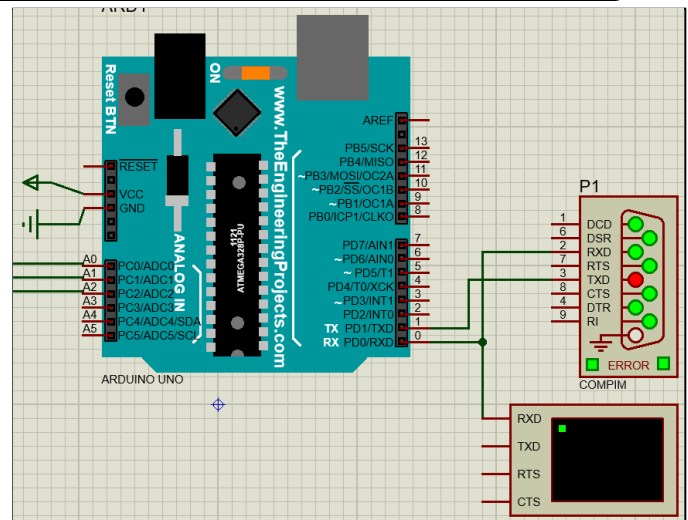 ARD1
Reset BTN
ON
www.TheEngineeringProjects.com
1121
ATMEGA328P-PU
ANALOG IN
RESET
VCC
GND
A0 PC0/ADC0
A1 PC1/ADC1
A2 PC2/ADC2
A3 PC3/ADC3
A4 PC4/ADC4/SDA
A5 PC5/ADC5/SCL
AREF
PB5/SCK 13
PB4/MISO 12
~PB3/MOSI/OC2A 11
~PB2/SS/OC1B 10
~PB1/OC1A 9
PB0/ICP1/CLKO 8
PD7/AIN1 7
~PD6/AIN0 6
~PD5/T1 5
PD4/T0/XCK 4
~PD3/INT1 3
PD2/INT0 2
TX PD1/TXD 1
RX PD0/RXD 0
ARDUINO UNO
P1
1 DCD
6 DSR
2 RXD
7 RTS
3 TXD
8 CTS
4 DTR
9 RI
ERROR
COMPIM
RXD
TXD
RTS
CTS